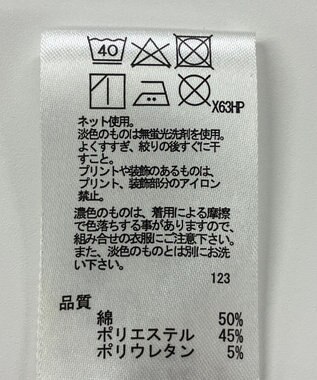 40
X63HP
ネット使用。
淡色のものは無蛍光洗剤を使用。
よくすすぎ、絞りの後すぐに干
すこと。
プリントや装飾のあるものは、
プリント、装飾部分のアイロン
禁止。
濃色のものは、着用による摩擦
で色落ちする事がありますので、
組み合せの衣服にご注意下さい。
また、淡色のものとは別にお洗
い下さい。
123
品質
綿 50%
ポリエステル 45%
ポリウレタン 5%